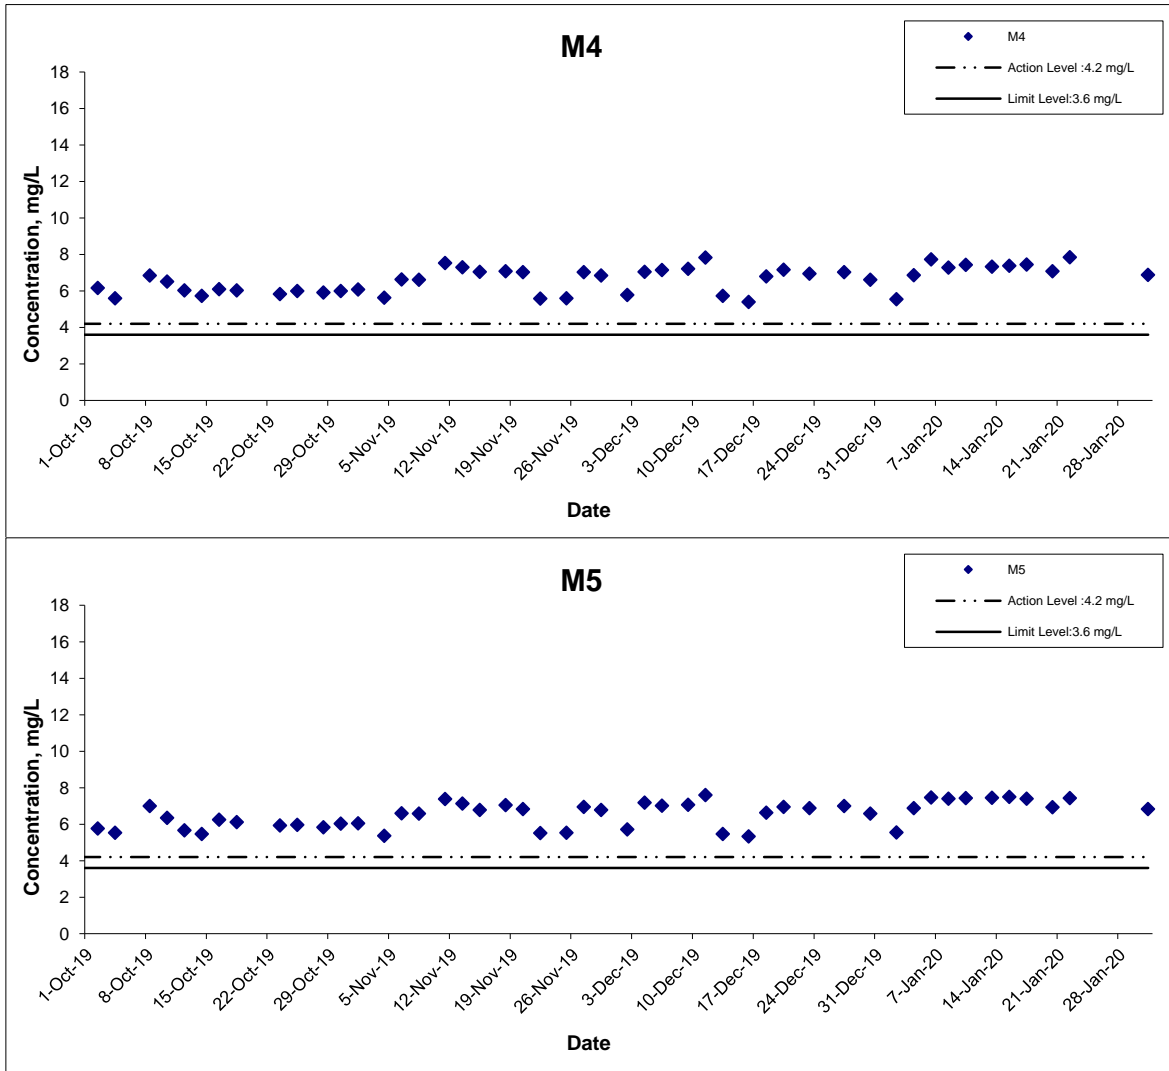 M4
M4
Action Level :4.2 mg/L
Limit Level:3.6 mg/L
Concentration, mg/L
18
16
14
12
10
8
6
4
2
0
1-Oct-19
8-Oct-19
15-Oct-19
22-Oct-19
29-Oct-19
5-Nov-19
12-Nov-19
19-Nov-19
26-Nov-19
3-Dec-19
10-Dec-19
17-Dec-19
24-Dec-19
31-Dec-19
7-Jan-20
14-Jan-20
21-Jan-20
28-Jan-20
Date
M5
M5
Action Level :4.2 mg/L
Limit Level:3.6 mg/L
Concentration, mg/L
18
16
14
12
10
8
6
4
2
0
1-Oct-19
8-Oct-19
15-Oct-19
22-Oct-19
29-Oct-19
5-Nov-19
12-Nov-19
19-Nov-19
26-Nov-19
3-Dec-19
10-Dec-19
17-Dec-19
24-Dec-19
31-Dec-19
7-Jan-20
14-Jan-20
21-Jan-20
28-Jan-20
Date